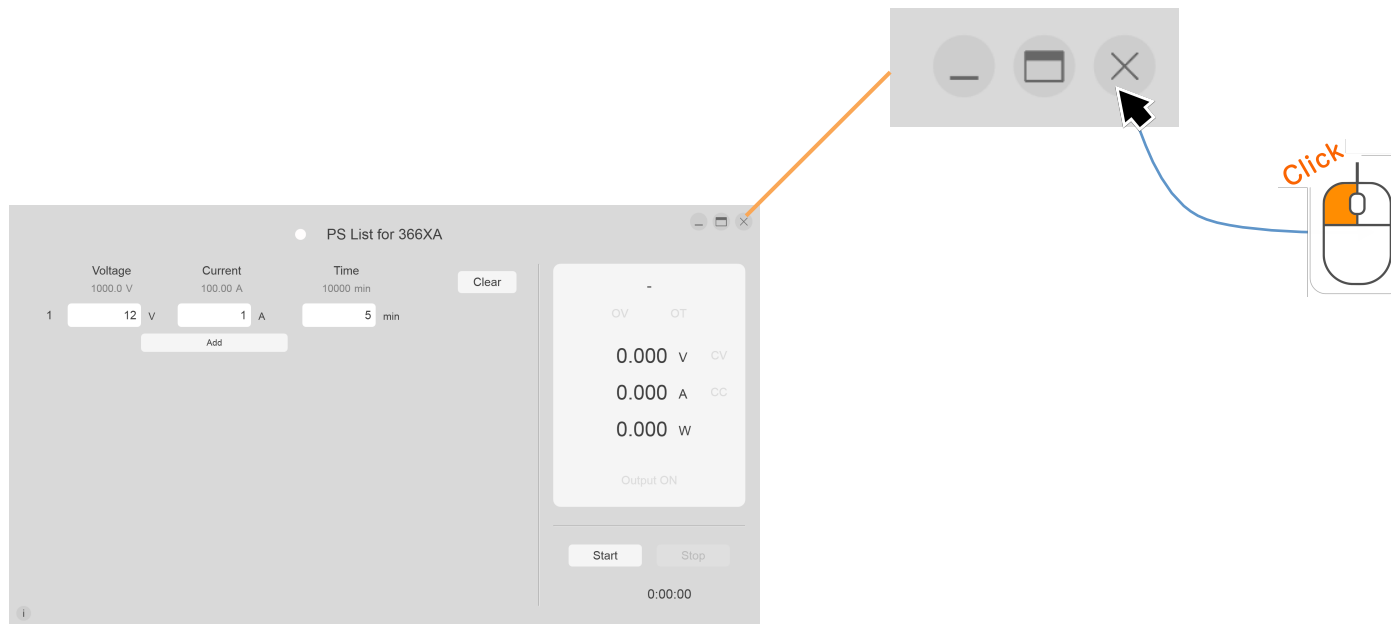 Click
PS List for 366XA
Voltage Current Time
1000.0 V 100.00 A 10000 min
Clear
1 12 V 1 A 5 min
Add
-
OV OT
0.000 V CV
0.000 A CC
0.000 W
Output ON
Start Stop
0:00:00
i